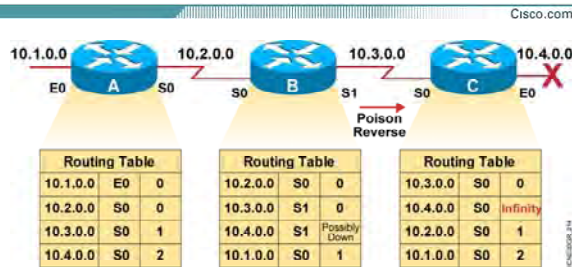 Cisco.com
10.1.0.0 10.2.0.0 10.3.0.0 10.4.0.0
A B C X
E0 S0 S0 S1 S0 E0
Poison
Reverse
Routing Table
10.1.0.0 E0 0
10.2.0.0 S0 0
10.3.0.0 S0 1
10.4.0.0 S0 2
Routing Table
10.2.0.0 S0 0
10.3.0.0 S1 0
10.4.0.0 S1 Possibly Down
10.1.0.0 S0 1
Routing Table
10.3.0.0 S0 0
10.4.0.0 S0 Infinity
10.2.0.0 S0 1
10.1.0.0 S0 2